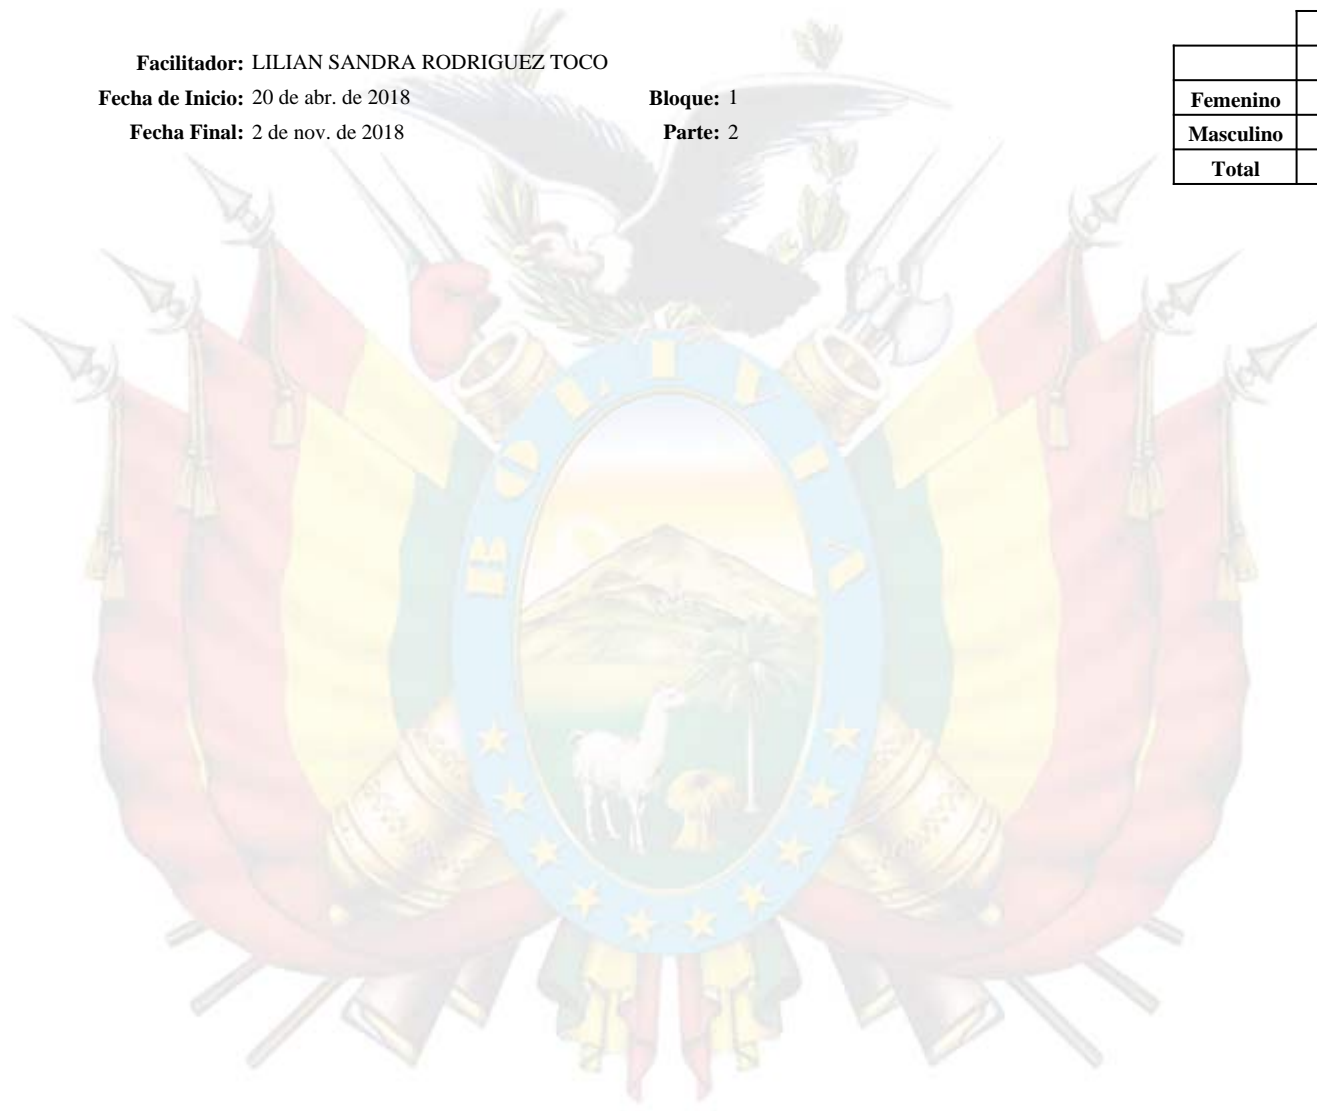 Facilitador: LILIAN SANDRA RODRIGUEZ TOCO
Fecha de Inicio: 20 de abr. de 2018 Bloque: 1
Fecha Final: 2 de nov. de 2018 Parte: 2
Femenino
Masculino
Total
BOLIVIA